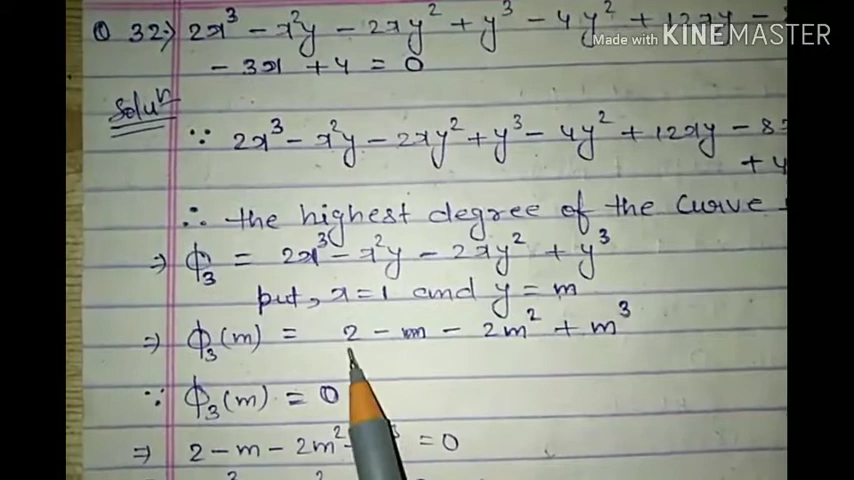 Q 32:) 2x³ - x²y - 2xy² + y³ - 4y² + 12xy -
Made with KINEMASTER
- 3x + 4 = 0
Soluⁿ
∵ 2x³ - x²y - 2xy² + y³ - 4y² + 12xy - 8x
+ 4
∴ the highest degree of the curve
⇒ ϕ₃ = 2x³ - x²y - 2xy² + y³
put, x = 1 and y = m
⇒ ϕ₃(m) = 2 - m - 2m² + m³
∵ ϕ₃(m) = 0
⇒ 2 - m - 2m² = 0